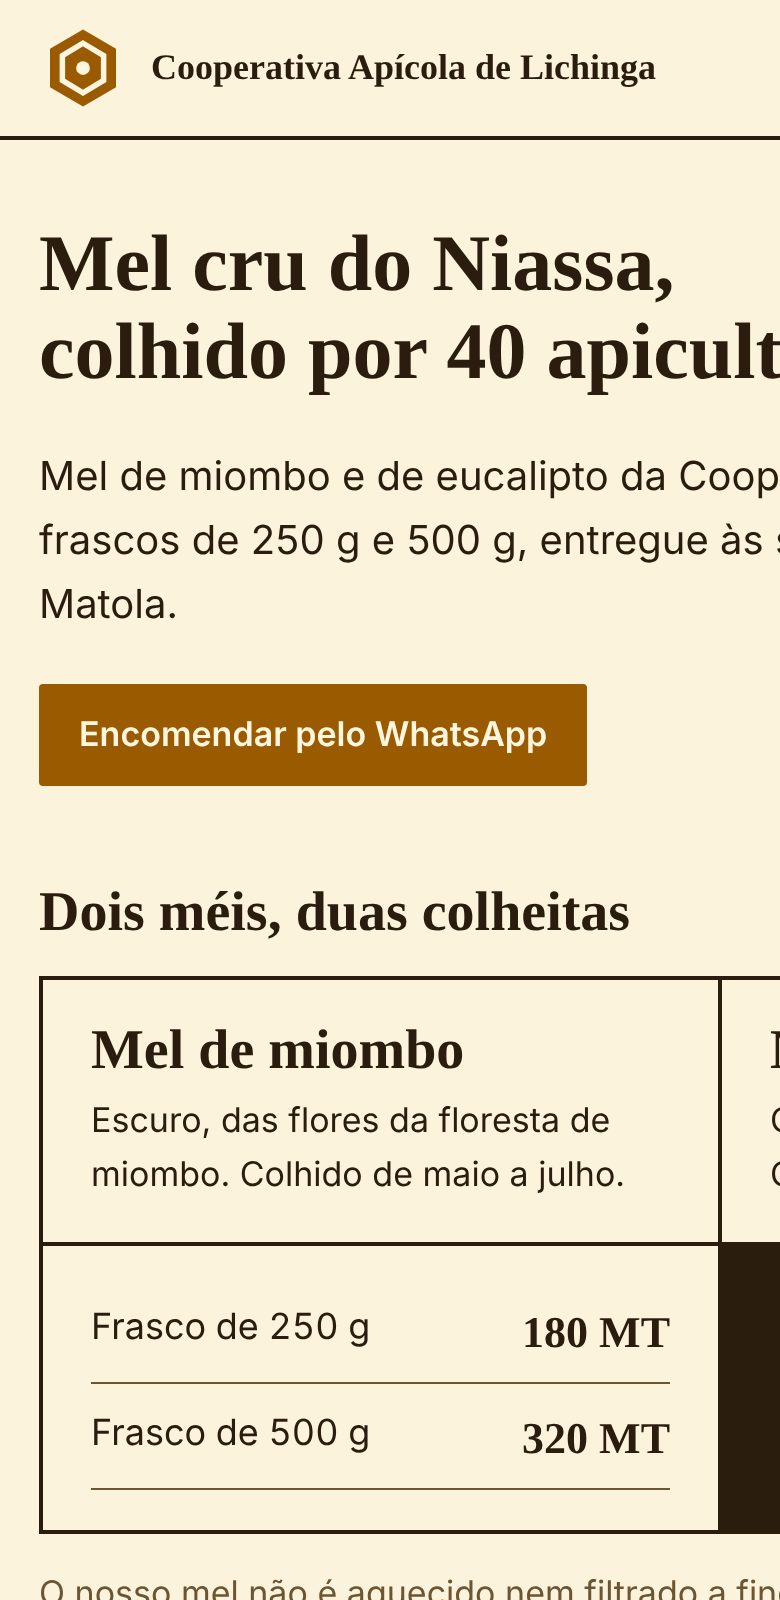 Cooperativa Apícola de Lichinga
Mel cru do Niassa,
colhido por 40
Mel de miombo e de eucalipto da
frascos de 250 g e 500 g, entregue às
Matola.
Encomendar pelo WhatsApp
Dois méis, duas colheitas
Mel de miombo
Escuro, das flores da floresta de
miombo. Colhido de maio a julho.
Frasco de 250 g 180 MT
Frasco de 500 g 320 MT
O nosso mel não é aquecido nem filtrado a